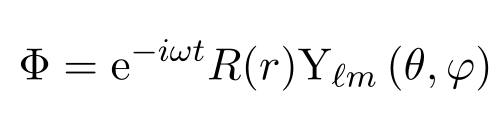 Φ = e^{−iωt} R(r) Y_{ℓm} (θ, φ)